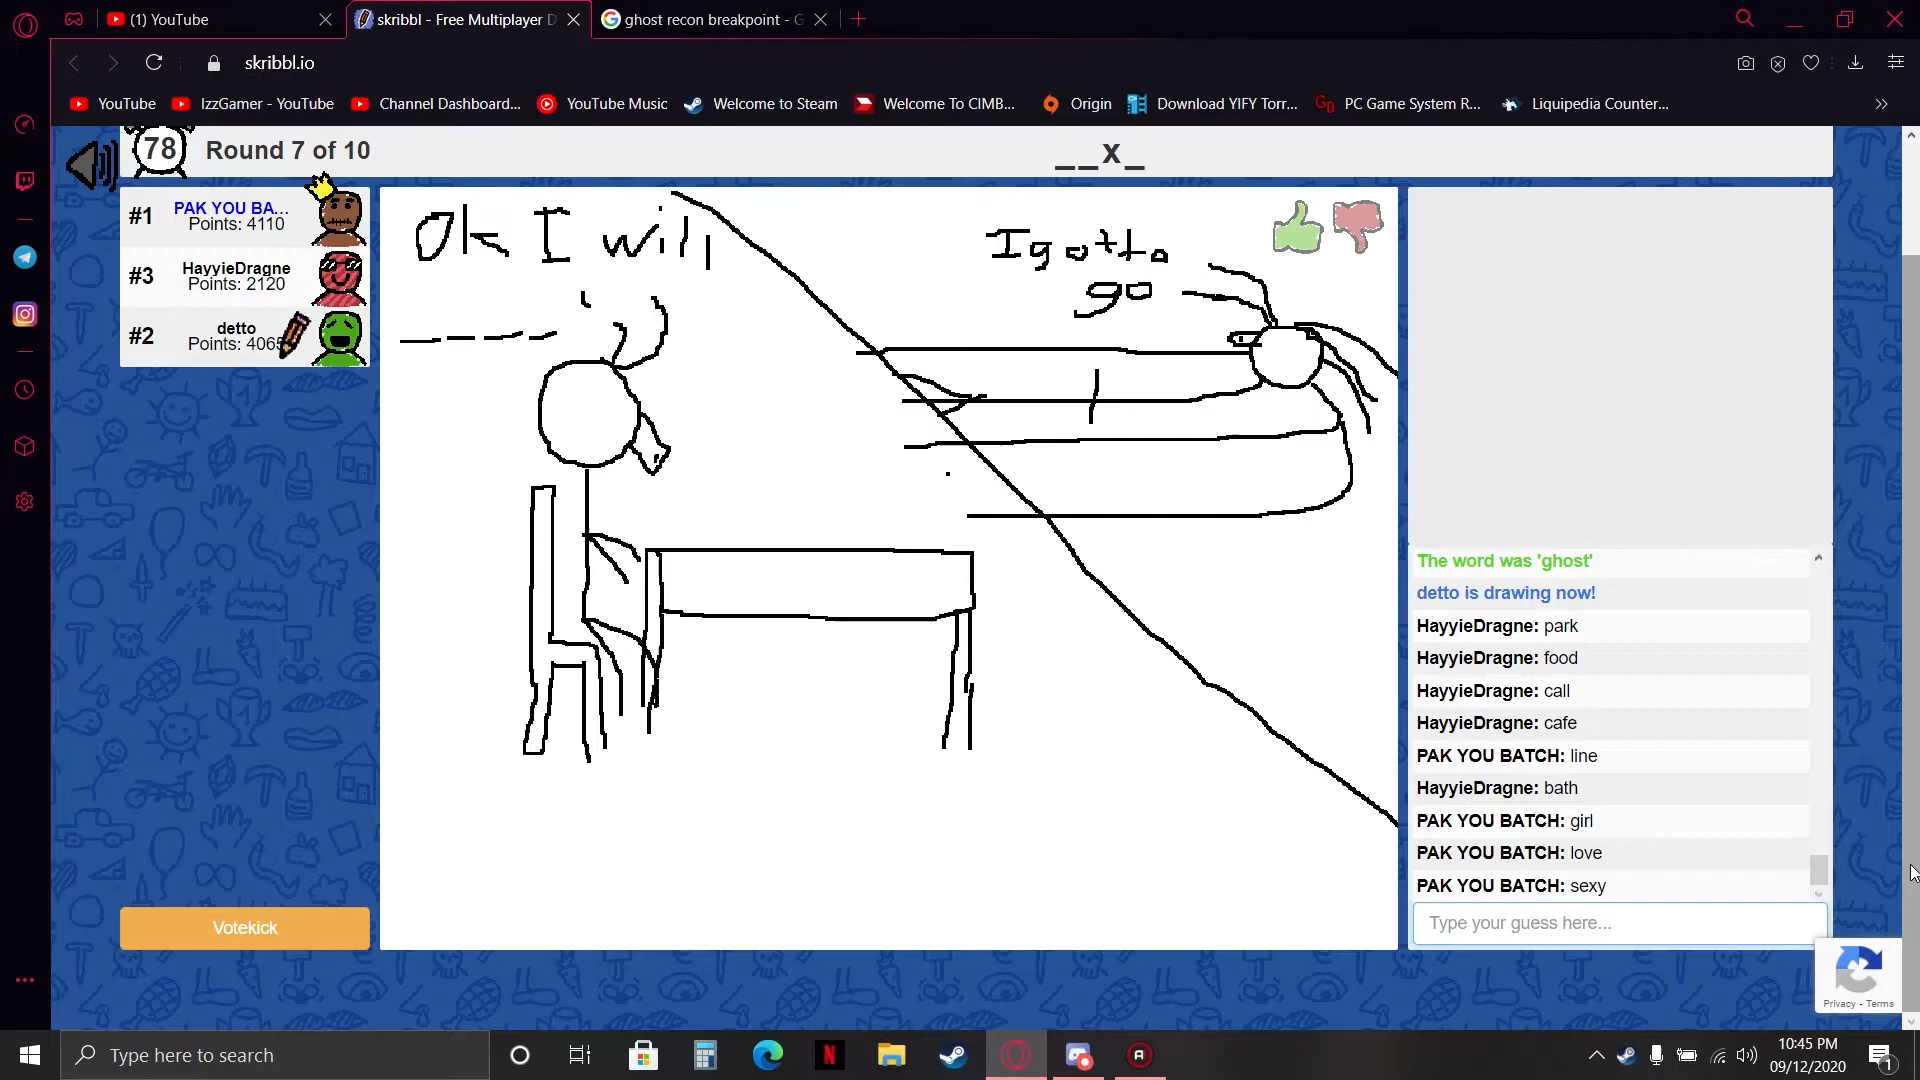 (1) YouTube
skribbl - Free Multiplayer D
ghost recon breakpoint - G
skribbl.io
YouTube
IzzGamer - YouTube
Channel Dashboard...
YouTube Music
Welcome to Steam
Welcome To CIMB...
Origin
Download YIFY Torr...
GD PC Game System R...
Liquipedia Counter...
78
Round 7 of 10
__x_
#1 PAK YOU BA...
Points: 4110
#3 HayyieDragne
Points: 2120
#2 detto
Points: 4065
Ok I will
I gotta
go
The word was 'ghost'
detto is drawing now!
HayyieDragne: park
HayyieDragne: food
HayyieDragne: call
HayyieDragne: cafe
PAK YOU BATCH: line
HayyieDragne: bath
PAK YOU BATCH: girl
PAK YOU BATCH: love
PAK YOU BATCH: sexy
Type your guess here...
Votekick
Privacy - Terms
Type here to search
10:45 PM
09/12/2020
1